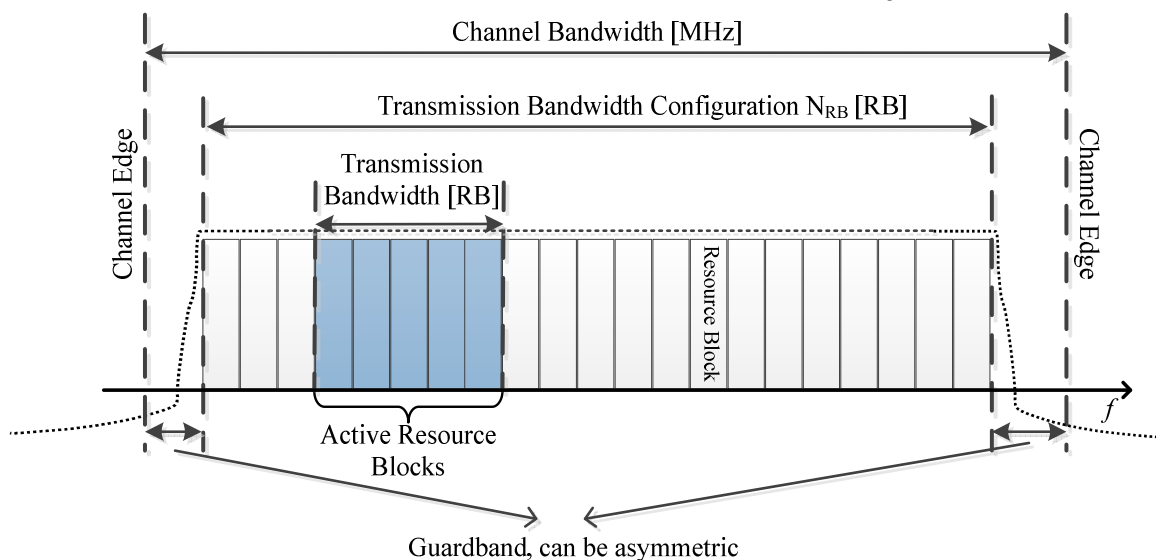 Channel Bandwidth [MHz]
Transmission Bandwidth Configuration NRB [RB]
Channel Edge
Transmission
Bandwidth [RB]
Channel Edge
Resource Block
f
Active Resource
Blocks
Guardband, can be asymmetric